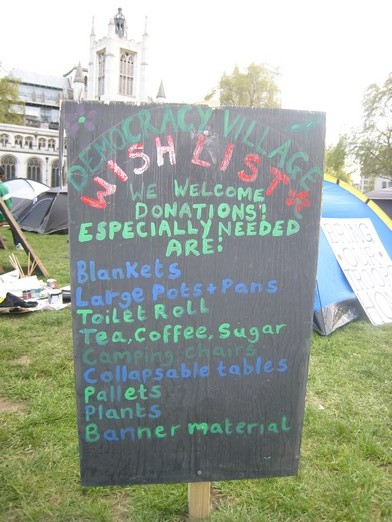 DEMOCRACY VILLAGE
WISH LIST
WE WELCOME
DONATIONS!
ESPECIALLY NEEDED
ARE!
Blankets
Large Pots + Pans
Toilet Roll
Tea, Coffee, Sugar
Camping chairs
Collapsable tables
Pallets
Plants
Banner material